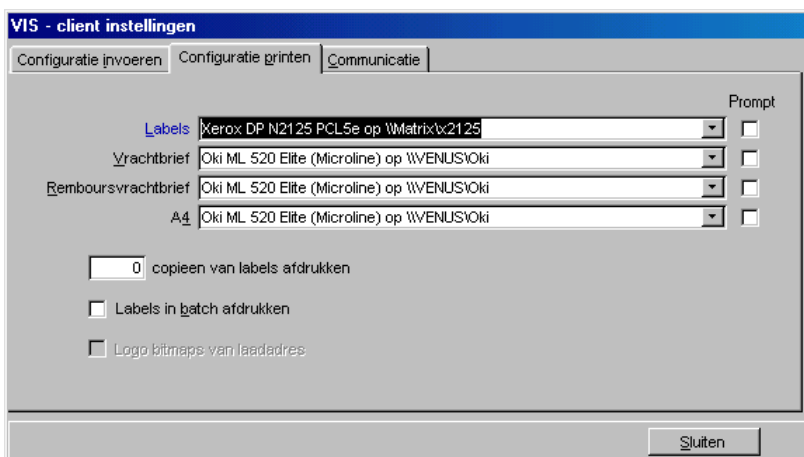 VIS - client instellingen
Configuratie invoeren Configuratie printen Communicatie
Prompt
Labels Xerox DP N2125 PCL5e op \\Matrix\x2125
Vrachtbrief Oki ML 520 Elite (Microline) op \\VENUS\Oki
Remboursvrachtbrief Oki ML 520 Elite (Microline) op \\VENUS\Oki
A4 Oki ML 520 Elite (Microline) op \\VENUS\Oki
0 copieen van labels afdrukken
Labels in batch afdrukken
Logo bitmaps van laadadres
Sluiten